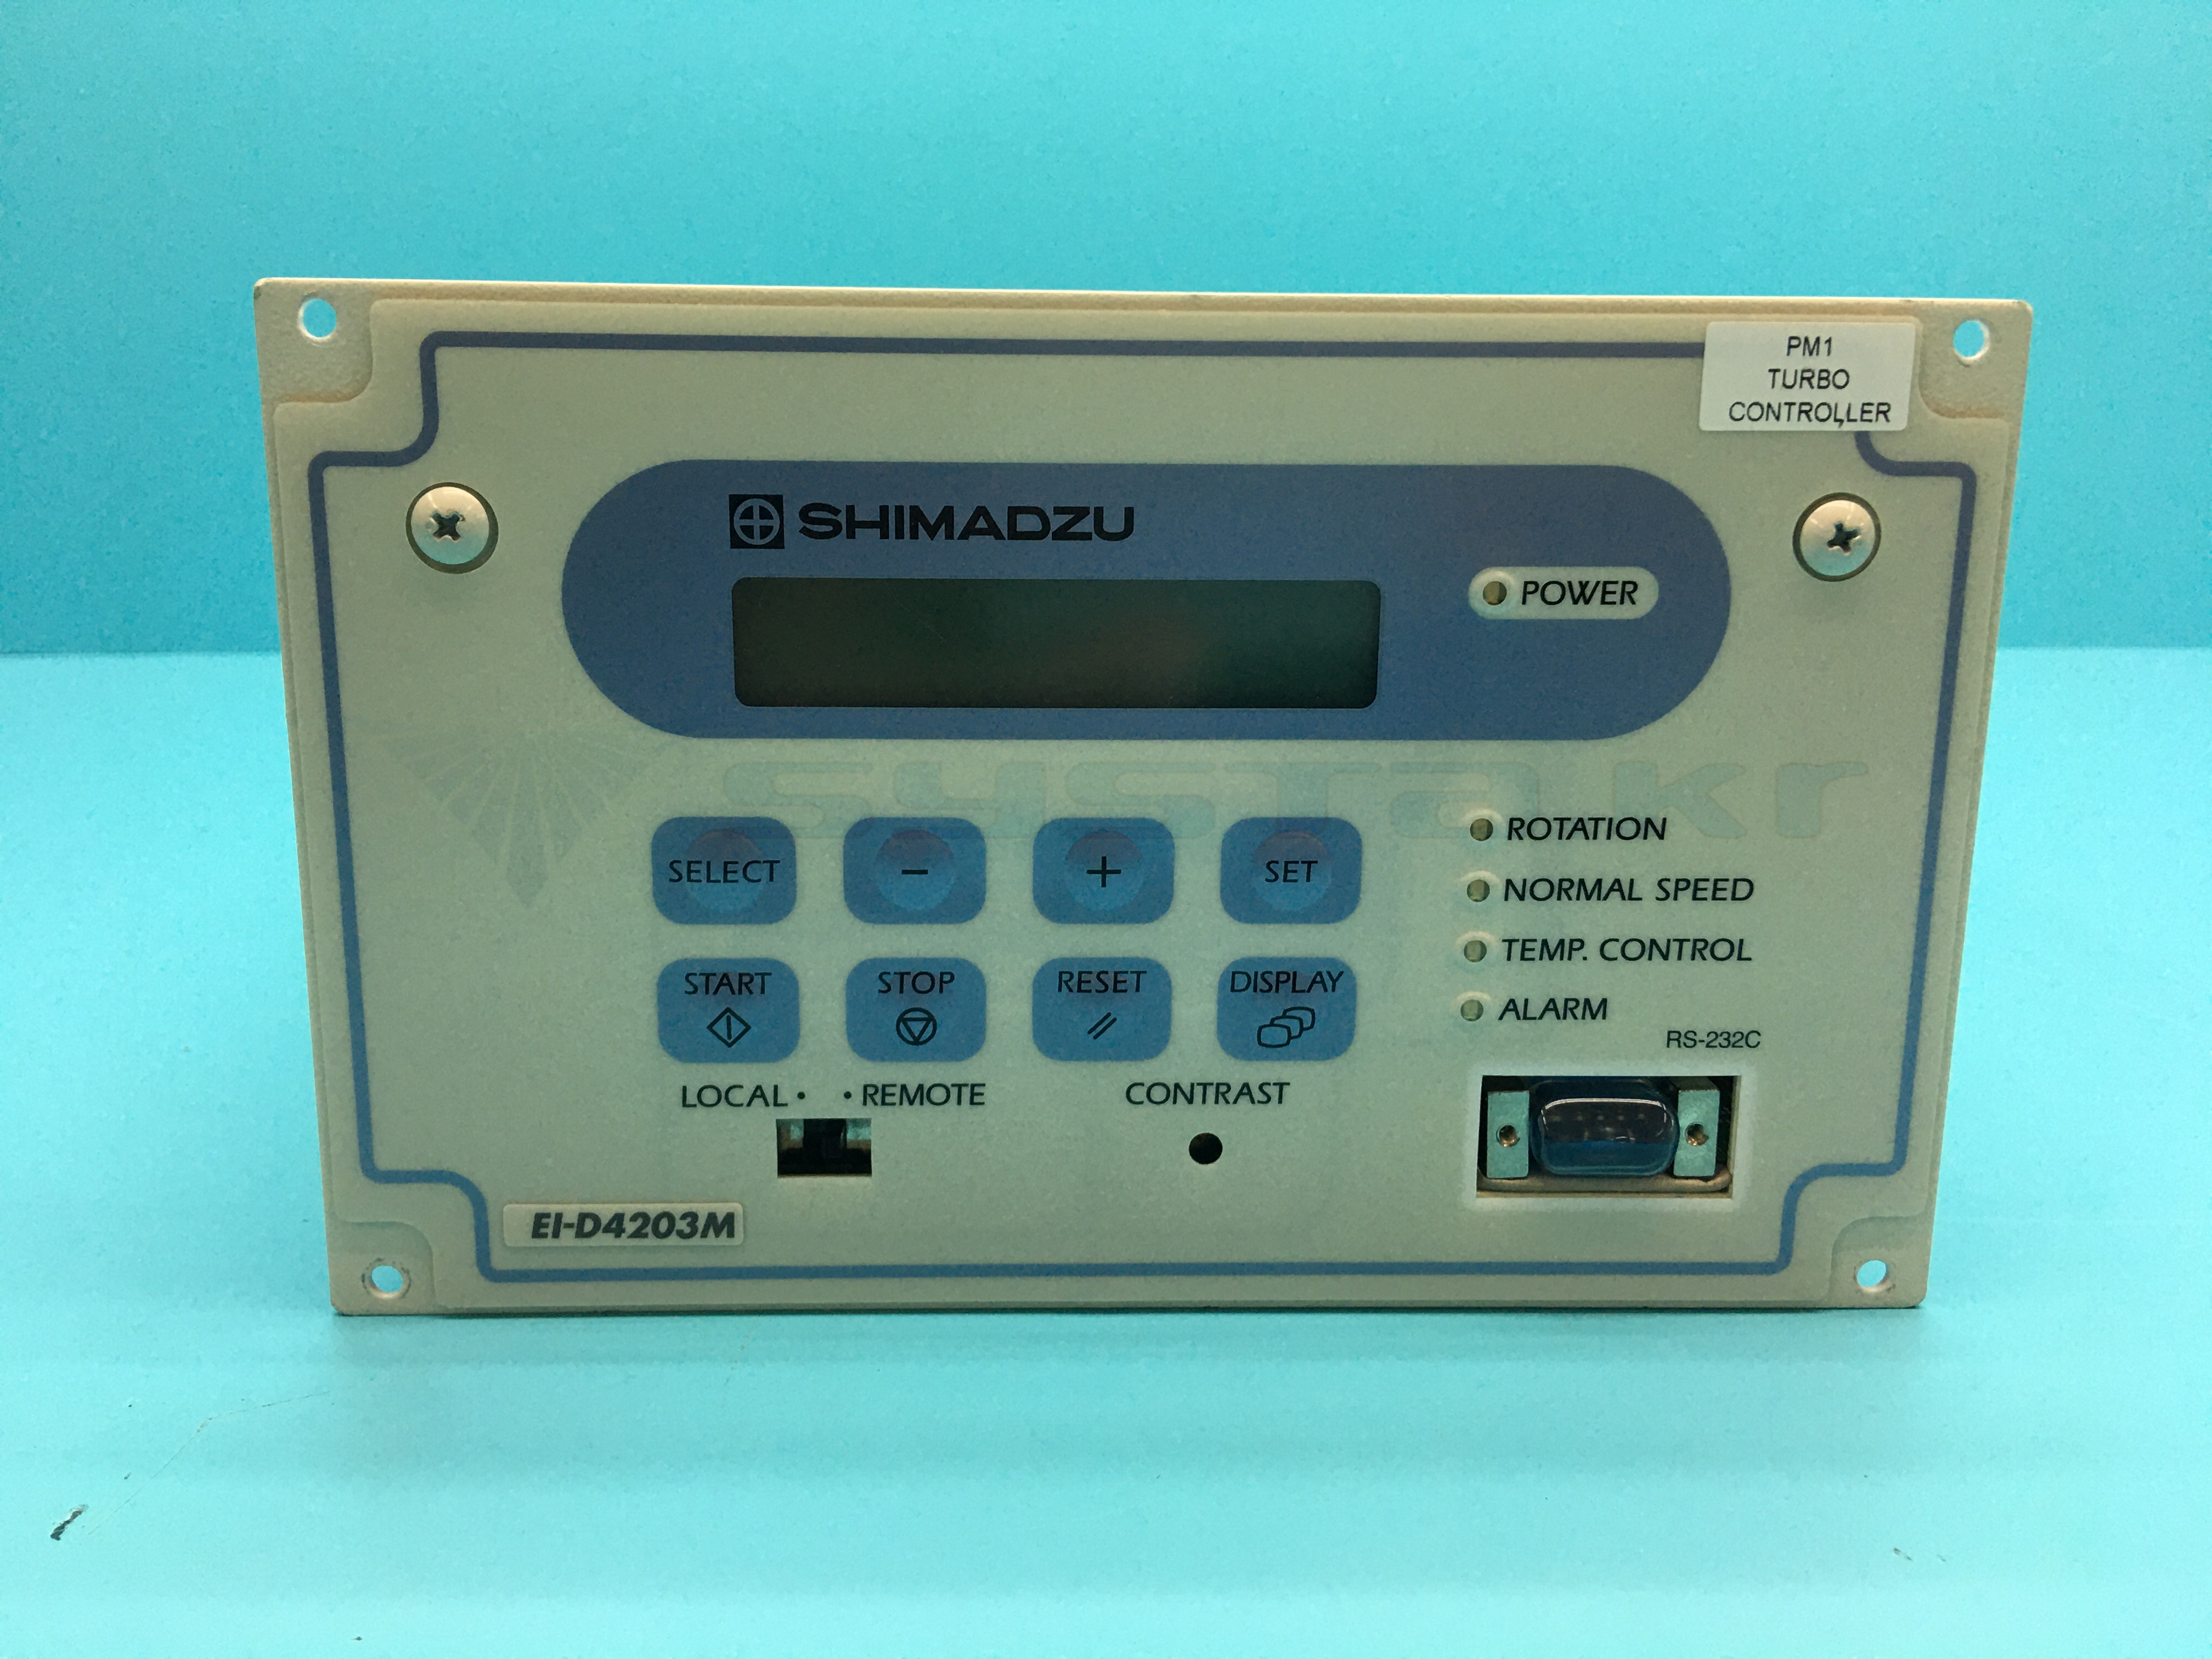 PM1
TURBO
CONTROLLER
SHIMADZU
POWER
systakr
SELECT - + SET
START STOP RESET DISPLAY
ROTATION
NORMAL SPEED
TEMP. CONTROL
ALARM
RS-232C
LOCAL • • REMOTE
CONTRAST
EI-D4203M